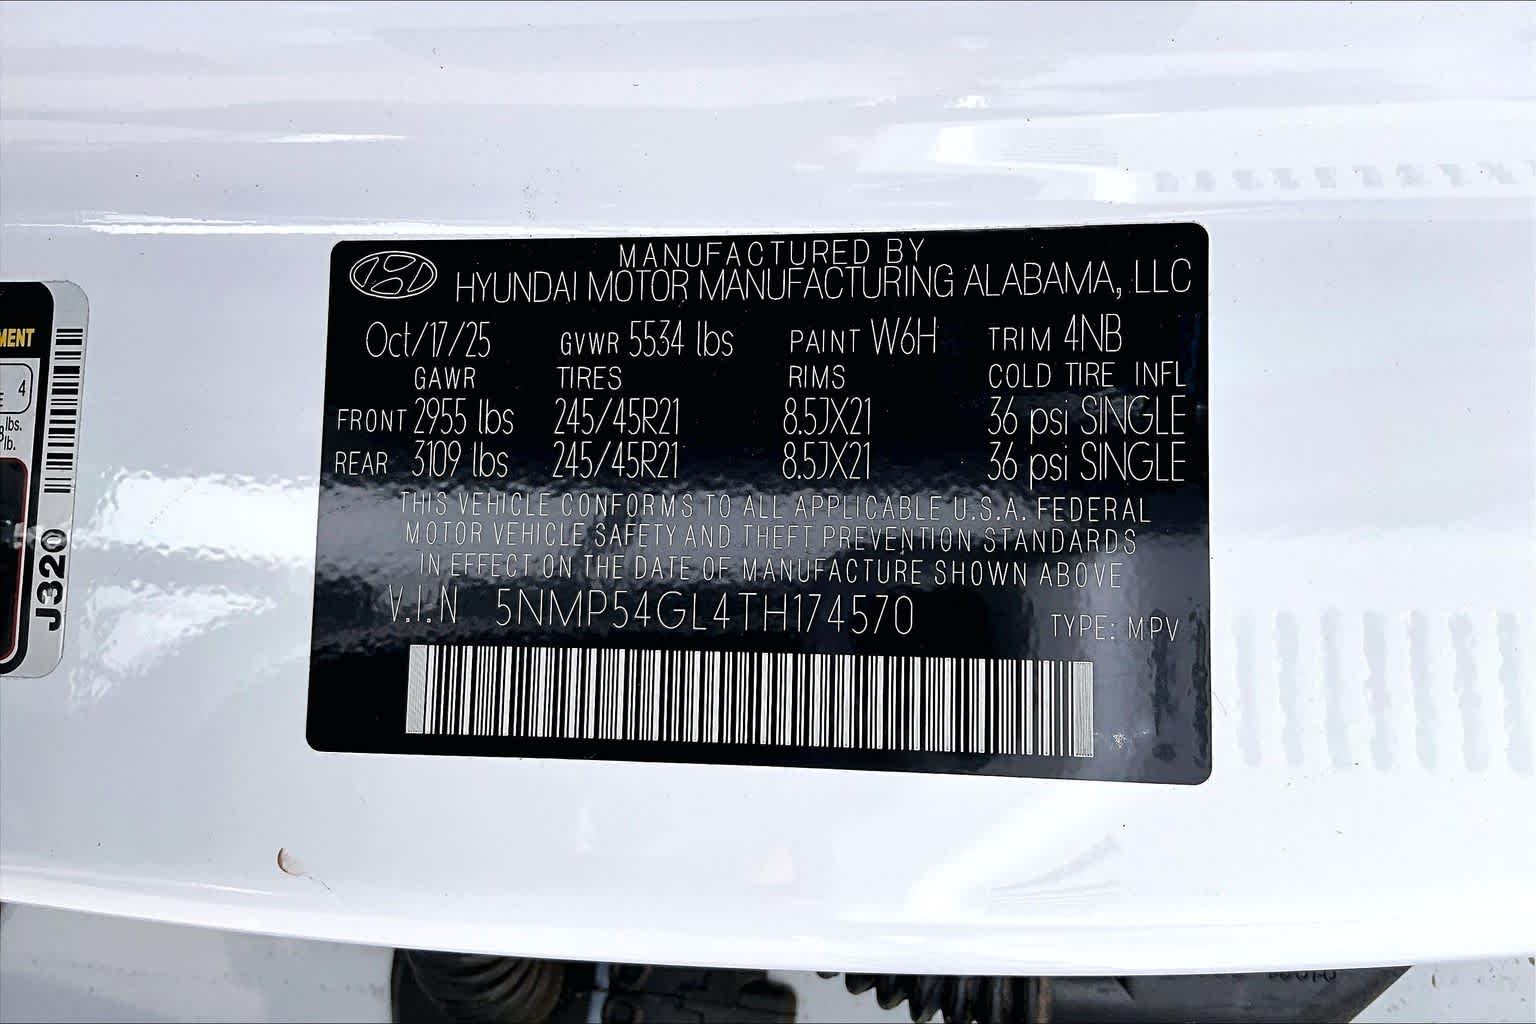 MANUFACTURED BY
HYUNDAI MOTOR MANUFACTURING ALABAMA, LLC
Oct/17/25 GVWR 5534 lbs PAINT W6H TRIM 4NB
GAWR TIRES RIMS COLD TIRE INFL
FRONT 2955 lbs 245/45R21 8.5JX21 36 psi SINGLE
REAR 3109 lbs 245/45R21 8.5JX21 36 psi SINGLE
THIS VEHICLE CONFORMS TO ALL APPLICABLE U.S.A. FEDERAL
MOTOR VEHICLE SAFETY AND THEFT PREVENTION STANDARDS
IN EFFECT ON THE DATE OF MANUFACTURE SHOWN ABOVE
V.I.N 5NMP54GL4TH174570 TYPE: MPV
4
lbs.
lb.
J320